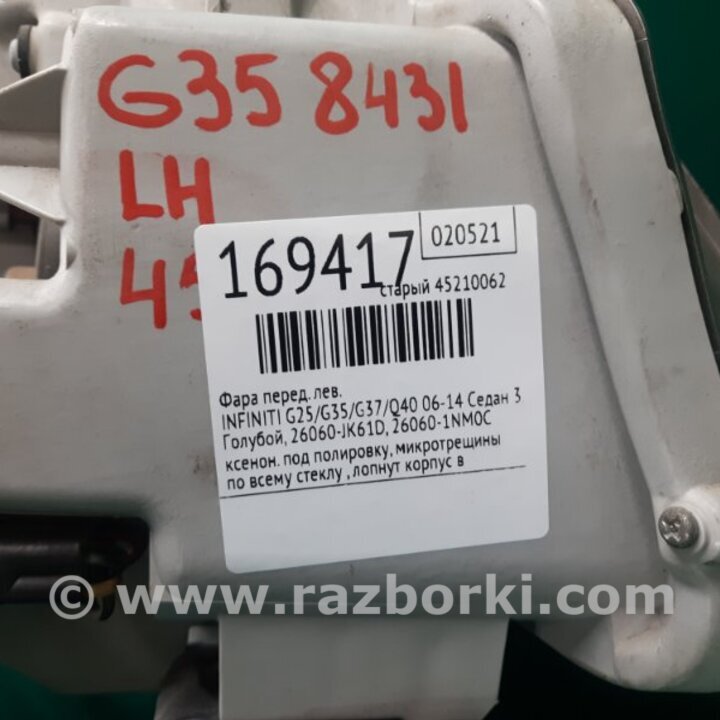 G35 8431
LH
45
169417
020521
старый 45210062
Фара перед. лев.
INFINITI G25/G35/G37/Q40 06-14 Седан 3
Голубой, 26060-JK61D, 26060-1NM0C
ксенон. под полировку, микротрещины
по всему стеклу , лопнут корпус в
© www.razborki.com